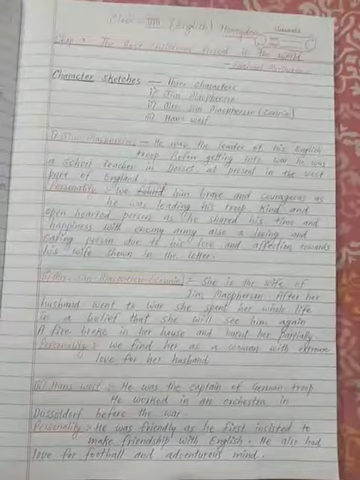 Class - VIII (English)
Chap - The Best Christmas Present in the World
- Michael Morpurgo
Character Sketches - Three characters
i) Jim Macpherson
ii) Mrs Jim Macpherson (Connie)
iii) Hans Wolf
Macpherson - He was the leader of his English
troop Before getting into war he was
a school teacher in Dorset at present in the west
part of England
Personality :- We found him brave and courageous as
he was leading his troop kind and
open hearted person as he shared his time and
happiness with enemy army also a loving and
caring person due to his love and affection towards
his wife shown in the letter.
ii) Mrs Jim Macpherson (Connie) - She is the wife of
Jim Macpherson After her
husband went to war she spent her whole life
in a belief that she will see him again
A fire broke in her house and burnt her partially
Personality :- We find her as a women with extreme
love for her husband
iii) Hans Wolf :- He was the captain of German troop
He worked in an orchestra in
Dusseldorf before the war.
Personality :- He was friendly as he first insisted to
make friendship with English. He also had
love for football and adventurous mind.